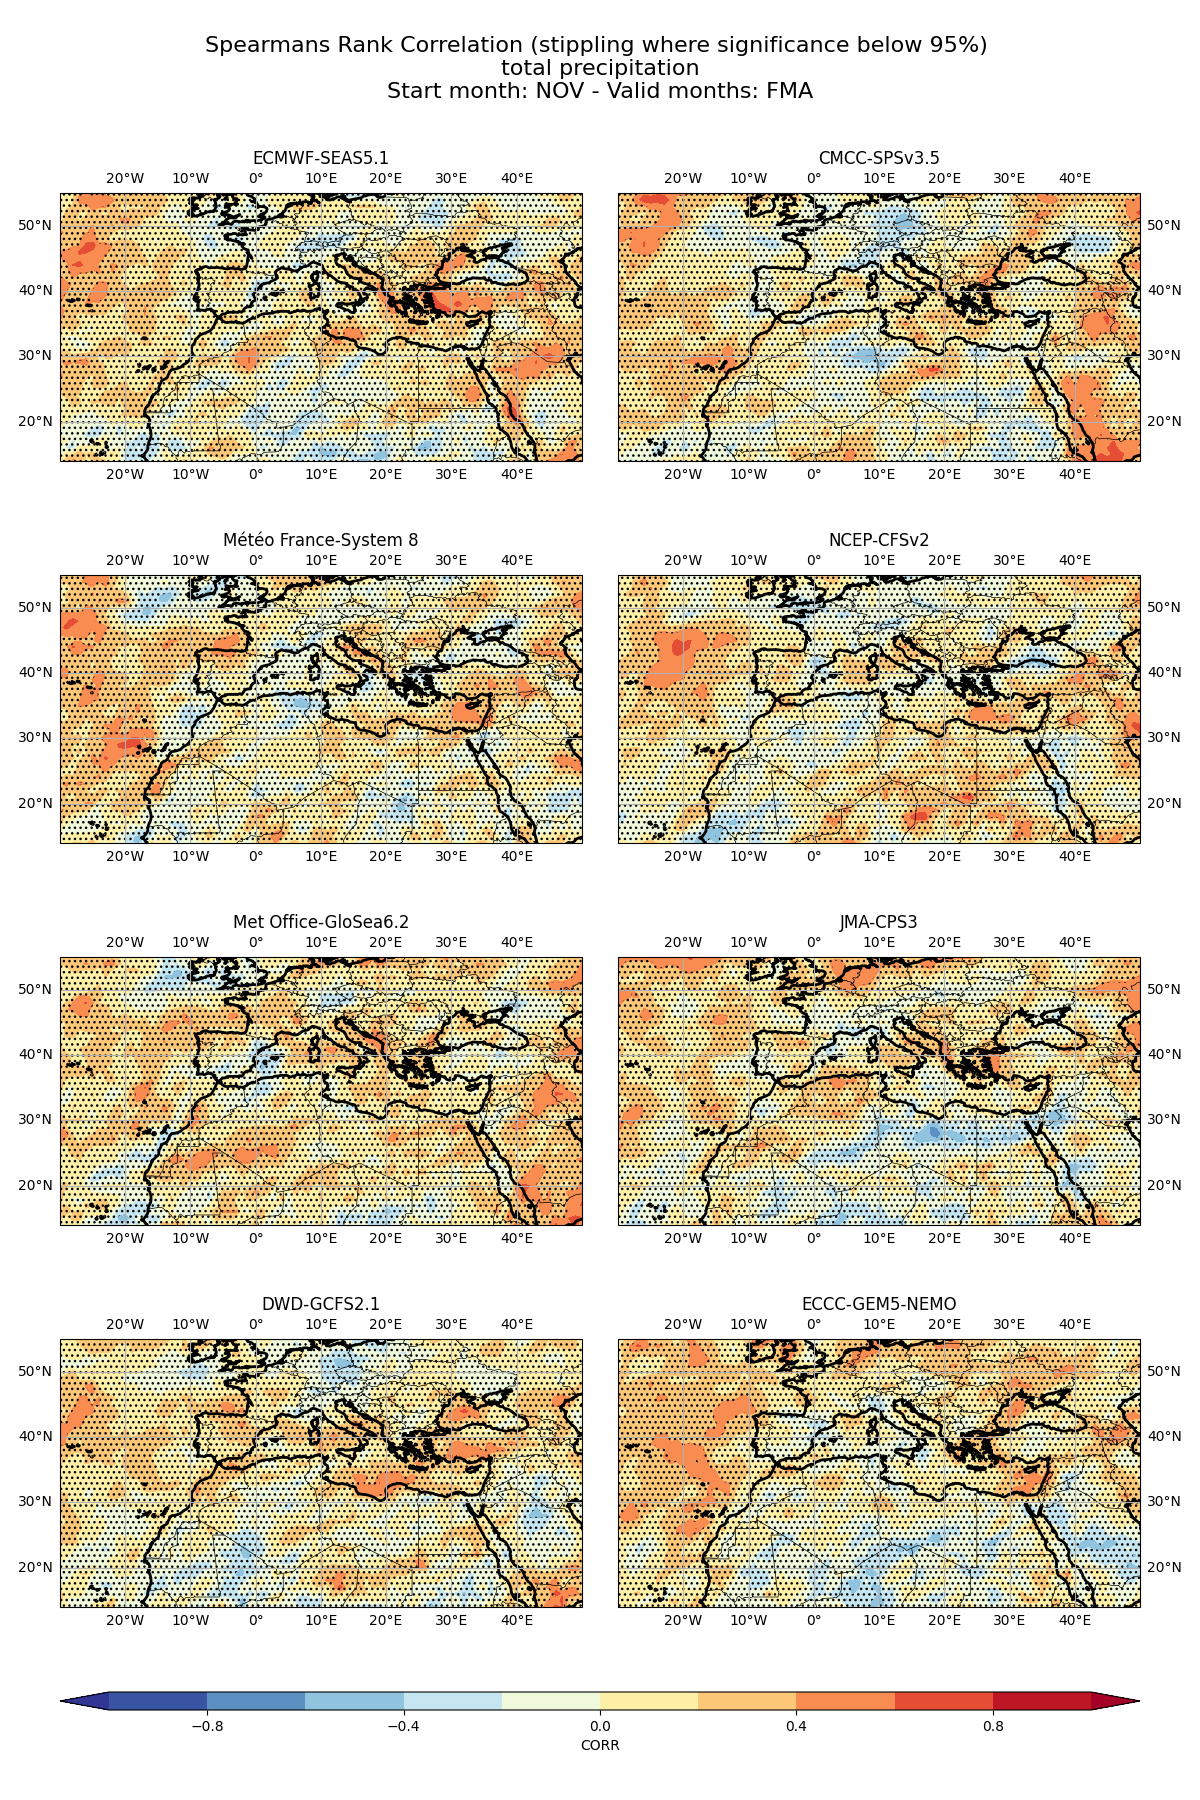 Spearmans Rank Correlation (stippling where significance below 95%)
total precipitation
Start month: NOV - Valid months: FMA
ECMWF-SEAS5.1
20°W 10°W 0° 10°E 20°E 30°E 40°E
50°N
40°N
30°N
20°N
20°W 10°W 0° 10°E 20°E 30°E 40°E
CMCC-SPSv3.5
20°W 10°W 0° 10°E 20°E 30°E 40°E
50°N
40°N
30°N
20°N
20°W 10°W 0° 10°E 20°E 30°E 40°E
Météo France-System 8
20°W 10°W 0° 10°E 20°E 30°E 40°E
50°N
40°N
30°N
20°N
20°W 10°W 0° 10°E 20°E 30°E 40°E
NCEP-CFSv2
20°W 10°W 0° 10°E 20°E 30°E 40°E
50°N
40°N
30°N
20°N
20°W 10°W 0° 10°E 20°E 30°E 40°E
Met Office-GloSea6.2
20°W 10°W 0° 10°E 20°E 30°E 40°E
50°N
40°N
30°N
20°N
20°W 10°W 0° 10°E 20°E 30°E 40°E
JMA-CPS3
20°W 10°W 0° 10°E 20°E 30°E 40°E
50°N
40°N
30°N
20°N
20°W 10°W 0° 10°E 20°E 30°E 40°E
DWD-GCFS2.1
20°W 10°W 0° 10°E 20°E 30°E 40°E
50°N
40°N
30°N
20°N
20°W 10°W 0° 10°E 20°E 30°E 40°E
ECCC-GEM5-NEMO
20°W 10°W 0° 10°E 20°E 30°E 40°E
50°N
40°N
30°N
20°N
20°W 10°W 0° 10°E 20°E 30°E 40°E
−0.8 −0.4 0.0 0.4 0.8
CORR